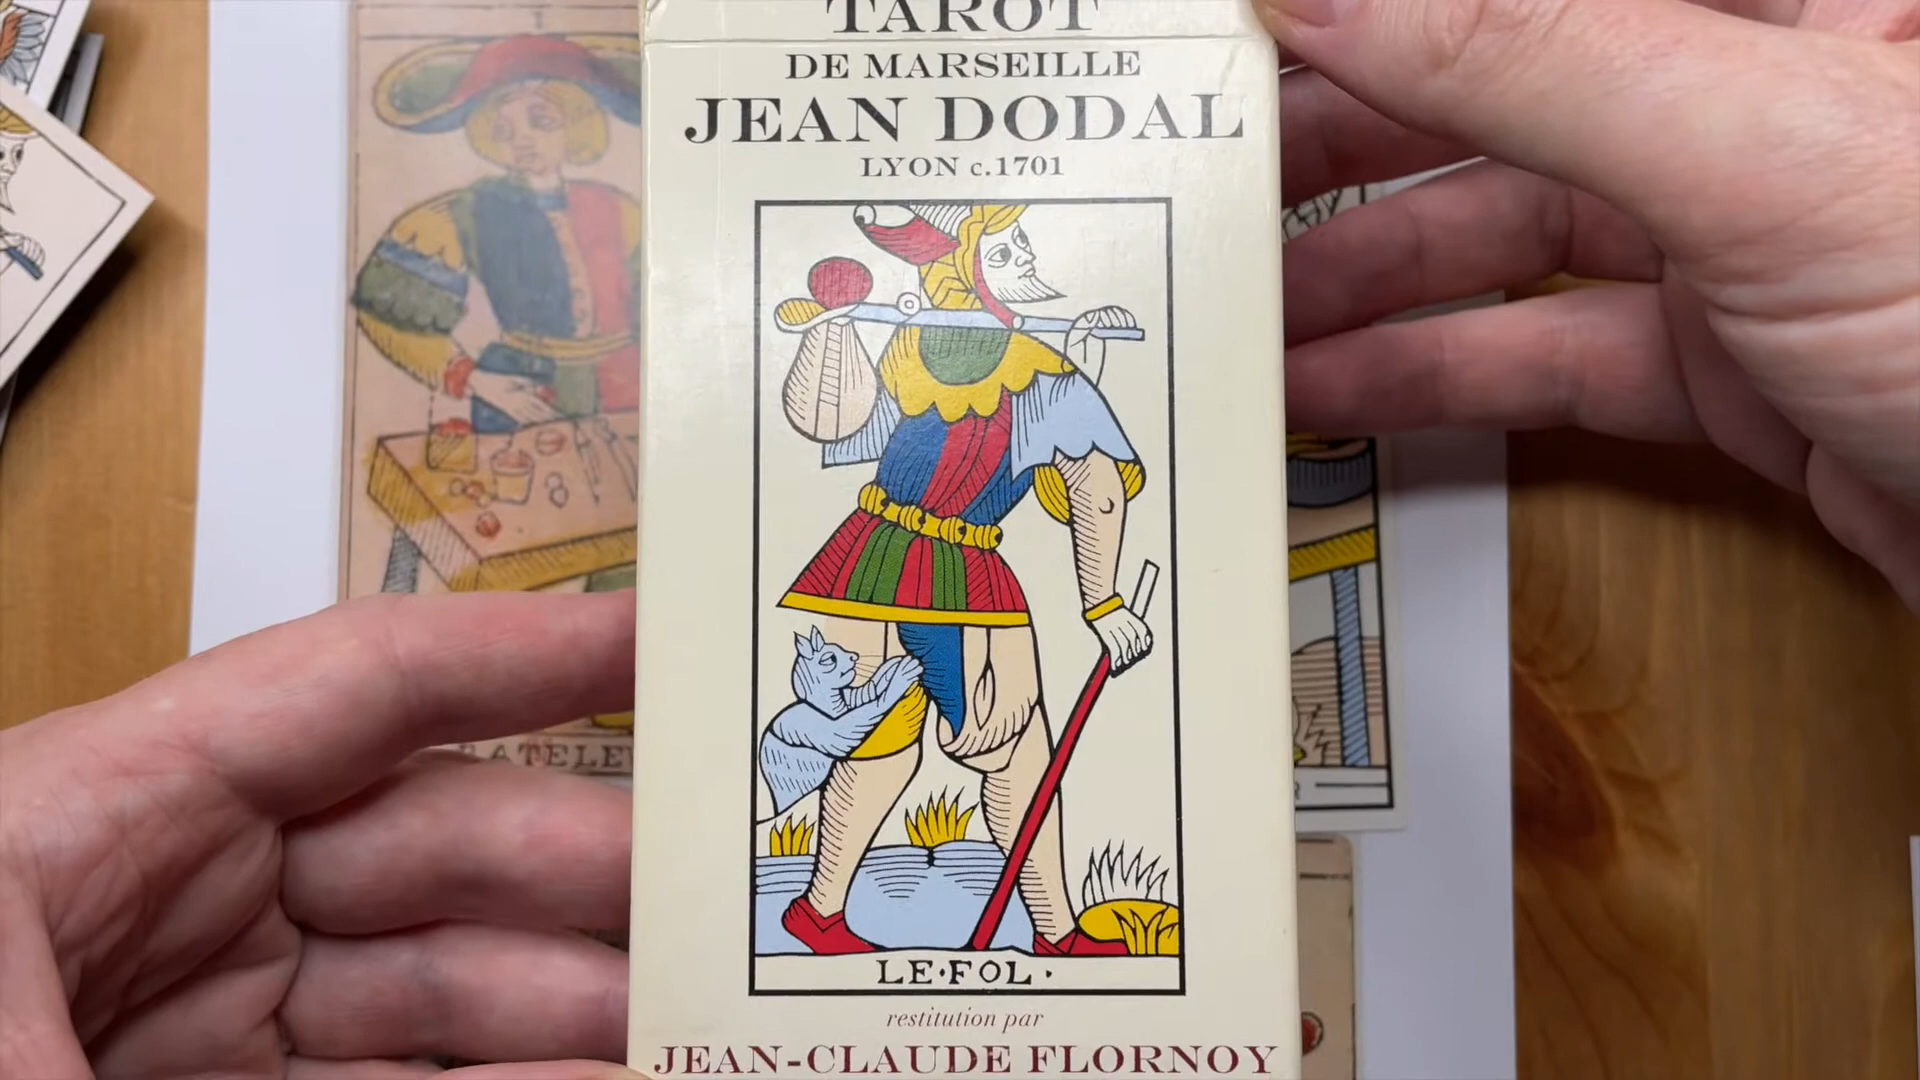 TAROT
DE MARSEILLE
JEAN DODAL
LYON c.1701
LE·FOL·
restitution par
JEAN-CLAUDE FLORNOY